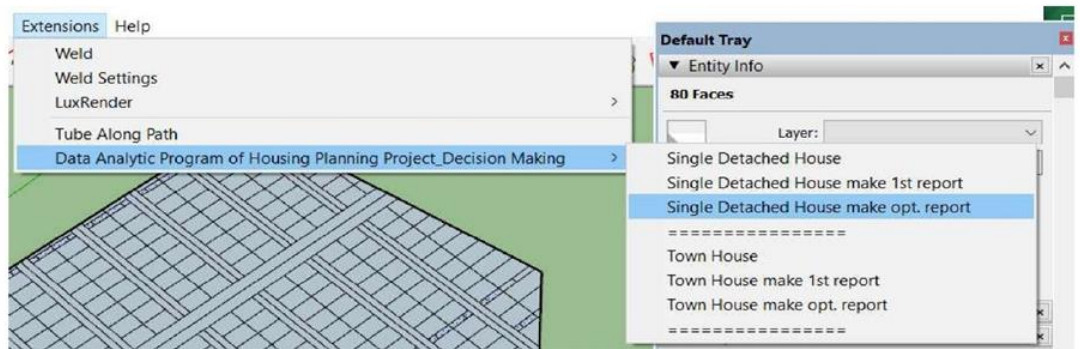 Extensions Help
Weld
Weld Settings
LuxRender
Tube Along Path
Data Analytic Program of Housing Planning Project_Decision Making
Default Tray
Entity Info
80 Faces
Layer:
Single Detached House
Single Detached House make 1st report
Single Detached House make opt. report
================
Town House
Town House make 1st report
Town House make opt. report
================